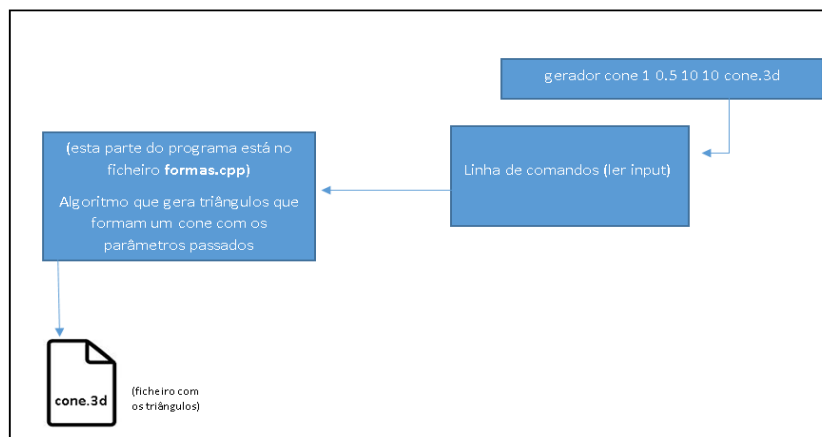 gerador cone 1 0.5 10 10 cone.3d
Linha de comandos (ler input)
(esta parte do programa está no
ficheiro formas.cpp)
Algoritmo que gera triângulos que
formam um cone com os
parâmetros passados
cone.3d
(ficheiro com
os triângulos)